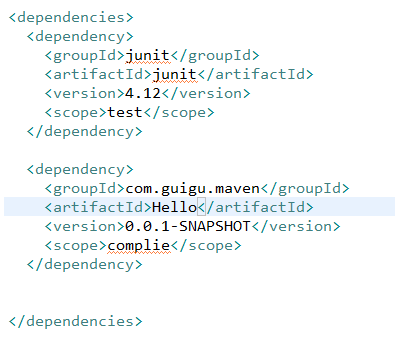 <dependencies>
<dependency>
<groupId>junit</groupId>
<artifactId>junit</artifactId>
<version>4.12</version>
<scope>test</scope>
</dependency>
<dependency>
<groupId>com.guigu.maven</groupId>
<artifactId>Hello</artifactId>
<version>0.0.1-SNAPSHOT</version>
<scope>complie</scope>
</dependency>
</dependencies>